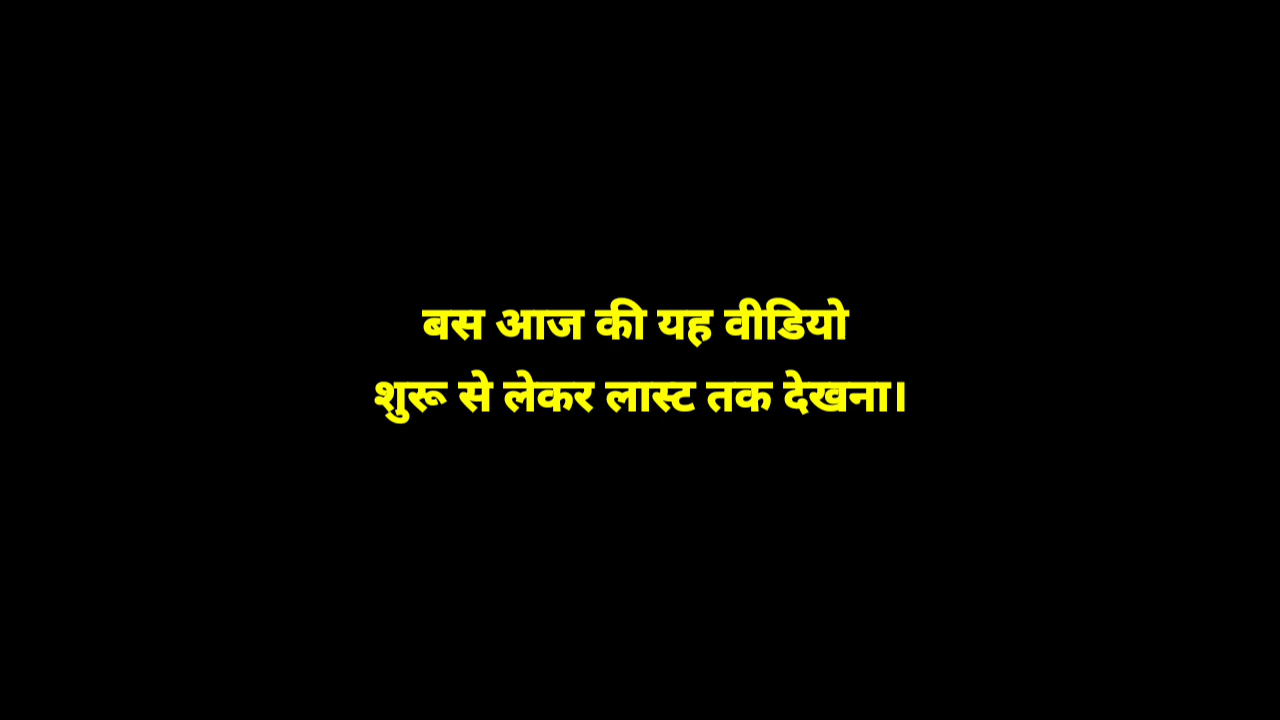 बस आज की यह वीडियो
शुरू से लेकर लास्ट तक देखना।